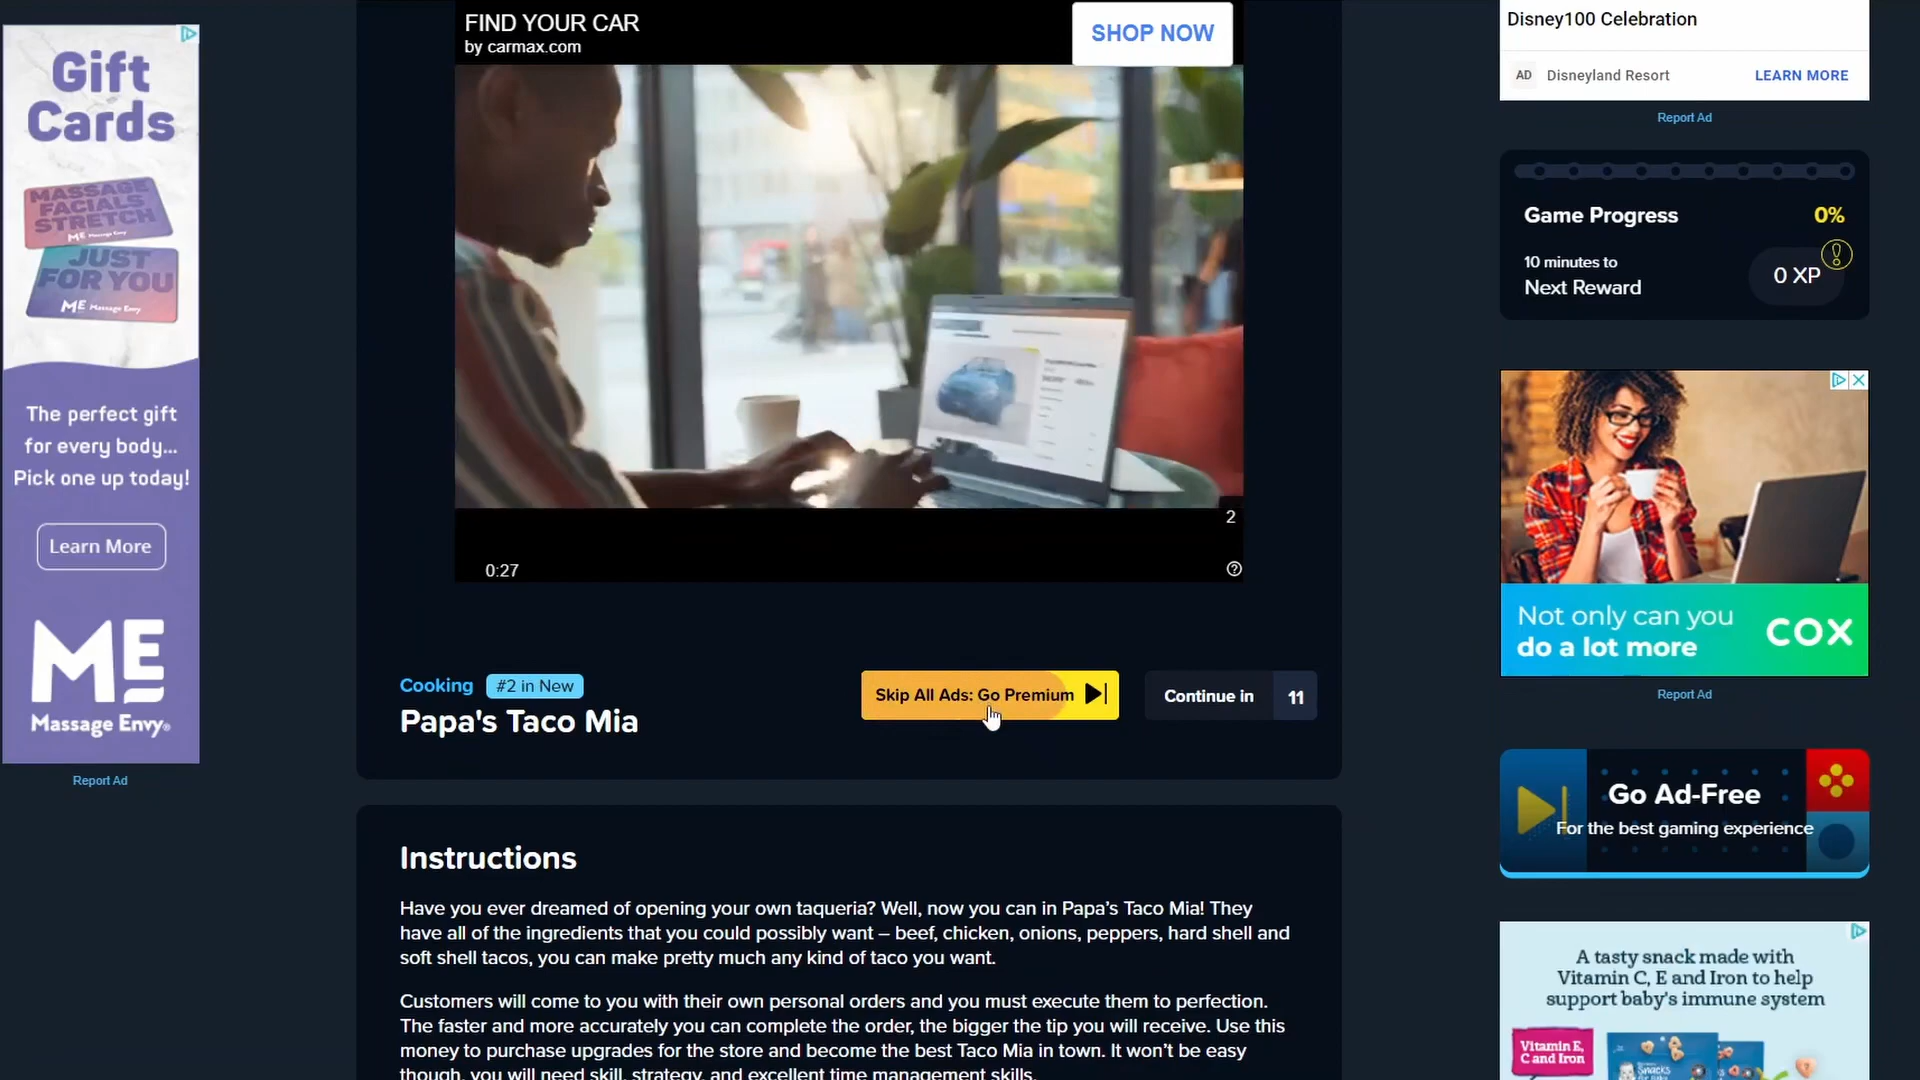 Gift
Cards
MASSAGE
FACIALS
STRETCH
ME Massage Envy
JUST
FOR YOU
ME Massage Envy
The perfect gift
for every body...
Pick one up today!
Learn More
ME
Massage Envy®
Report Ad
FIND YOUR CAR
by carmax.com
SHOP NOW
2
0:27
Cooking
#2 in New
Papa's Taco Mia
Skip All Ads: Go Premium
Continue in
11
Instructions
Have you ever dreamed of opening your own taqueria? Well, now you can in Papa’s Taco Mia! They
have all of the ingredients that you could possibly want – beef, chicken, onions, peppers, hard shell and
soft shell tacos, you can make pretty much any kind of taco you want.
Customers will come to you with their own personal orders and you must execute them to perfection.
The faster and more accurately you can complete the order, the bigger the tip you will receive. Use this
money to purchase upgrades for the store and become the best Taco Mia in town. It won’t be easy
though, you will need skill, strategy, and excellent time management skills.
Disney100 Celebration
AD Disneyland Resort
LEARN MORE
Report Ad
Game Progress
0%
10 minutes to
Next Reward
0 XP
Not only can you
do a lot more
COX
Report Ad
Go Ad-Free
For the best gaming experience
A tasty snack made with
Vitamin C, E and Iron to help
support baby's immune system
Vitamin E,
C and Iron
Snacks